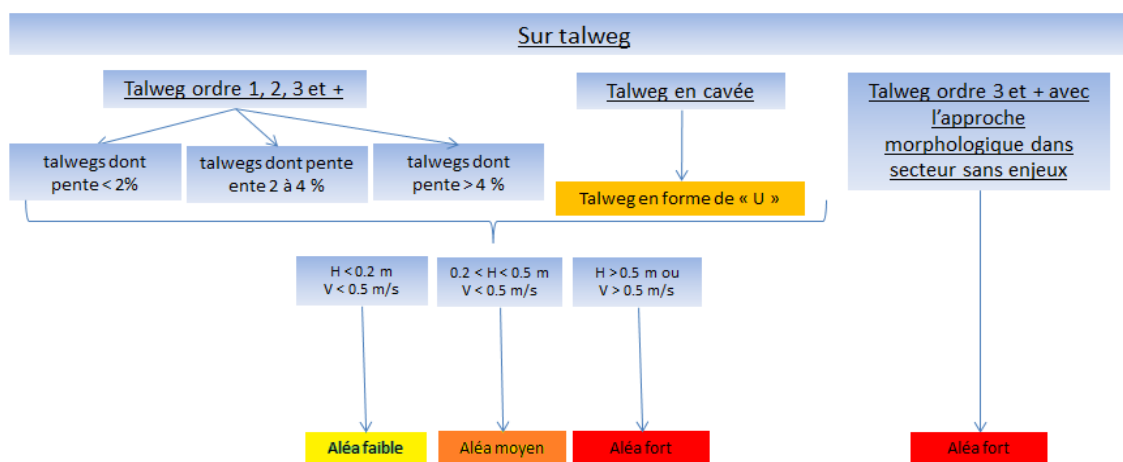 Sur talweg
Talweg ordre 1, 2, 3 et +
talwegs dont
pente < 2%
talwegs dont pente
ente 2 à 4 %
talwegs dont
pente > 4 %
Talweg en cavée
Talweg en forme de « U »
Talweg ordre 3 et + avec
l'approche
morphologique dans
secteur sans enjeux
H < 0.2 m
V < 0.5 m/s
0.2 < H < 0.5 m
V < 0.5 m/s
H > 0.5 m ou
V > 0.5 m/s
Aléa faible
Aléa moyen
Aléa fort
Aléa fort